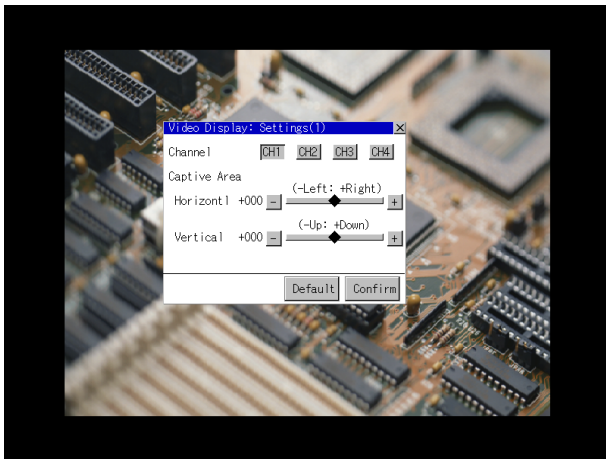 Video Display: Settings(1) ×
Channel CH1 CH2 CH3 CH4
Captive Area
(-Left: +Right)
Horizontl +000 - +
(-Up: +Down)
Vertical +000 - +
Default Confirm